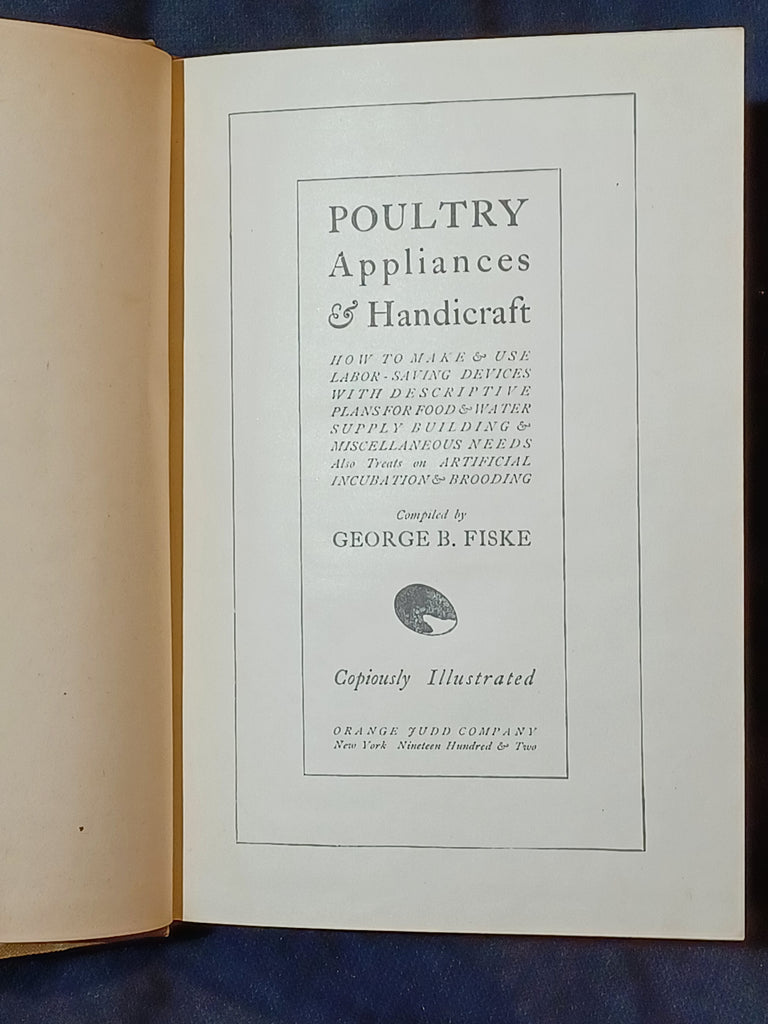 POULTRY
Appliances
& Handicraft
HOW TO MAKE & USE
LABOR-SAVING DEVICES
WITH DESCRIPTIVE
PLANS FOR FOOD & WATER
SUPPLY BUILDING &
MISCELLANEOUS NEEDS
Also Treats on ARTIFICIAL
INCUBATION & BROODING
Compiled by
GEORGE B. FISKE
Copiously Illustrated
ORANGE JUDD COMPANY
New York Nineteen Hundred & Two